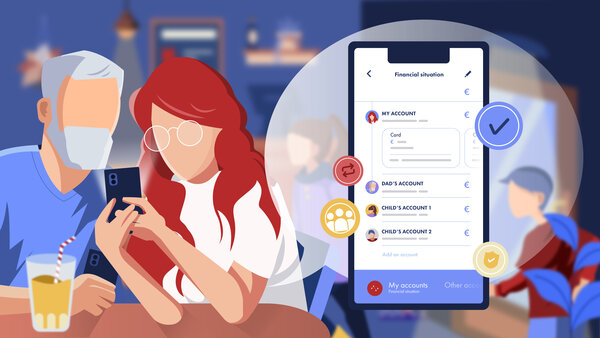 Financial situation
€
MY ACCOUNT
Card
€
DAD'S ACCOUNT €
CHILD'S ACCOUNT 1 €
CHILD'S ACCOUNT 2 €
Add an account
My accounts Other acc
Financial situation